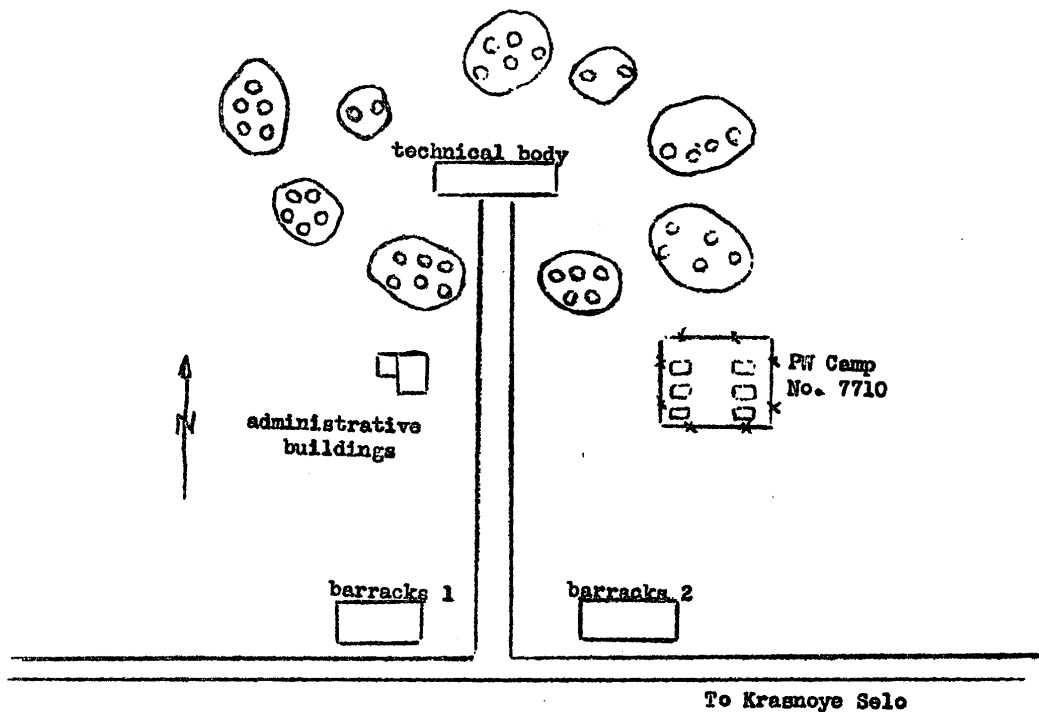 technical body
PW Camp
No. 7710
N
administrative
buildings
barracks 1
barracks 2
To Krasnoye Selo